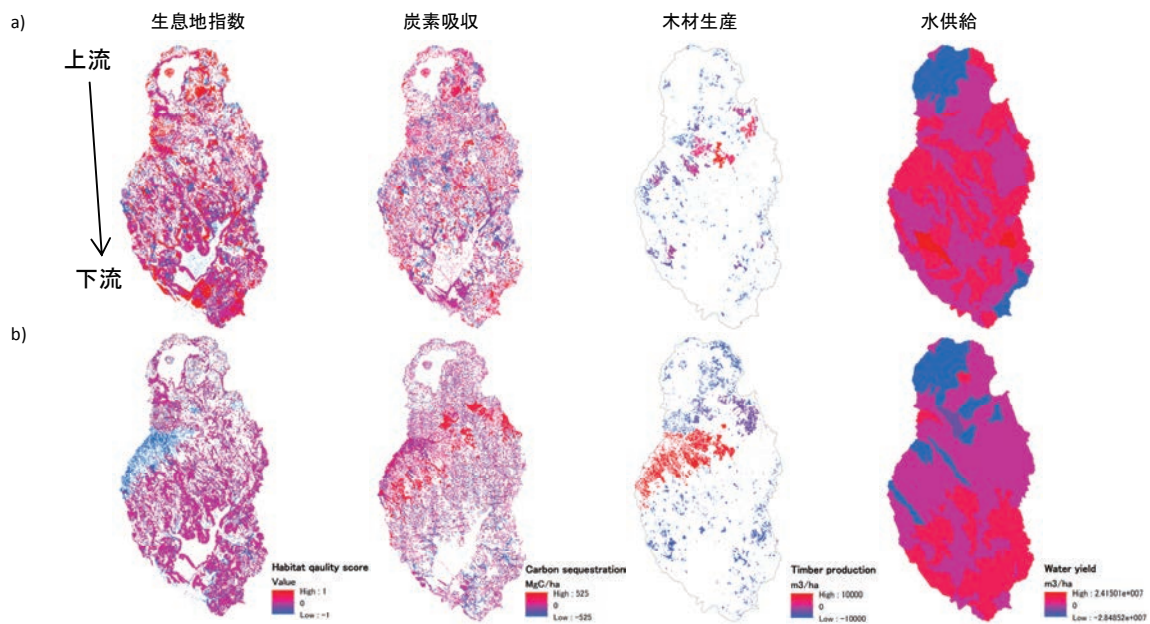 a)
生息地指数
炭素吸収
木材生産
水供給
上流
下流
b)
Habitat qaulity score
Value
High : 1
0
Low : -1
Carbon sequestration
MgC/ha
High : 525
0
Low : -525
Timber production
m3/ha
High : 10000
0
Low : -10000
Water yield
m3/ha
High : 2.41501e+007
0
Low : -2.84852e+007